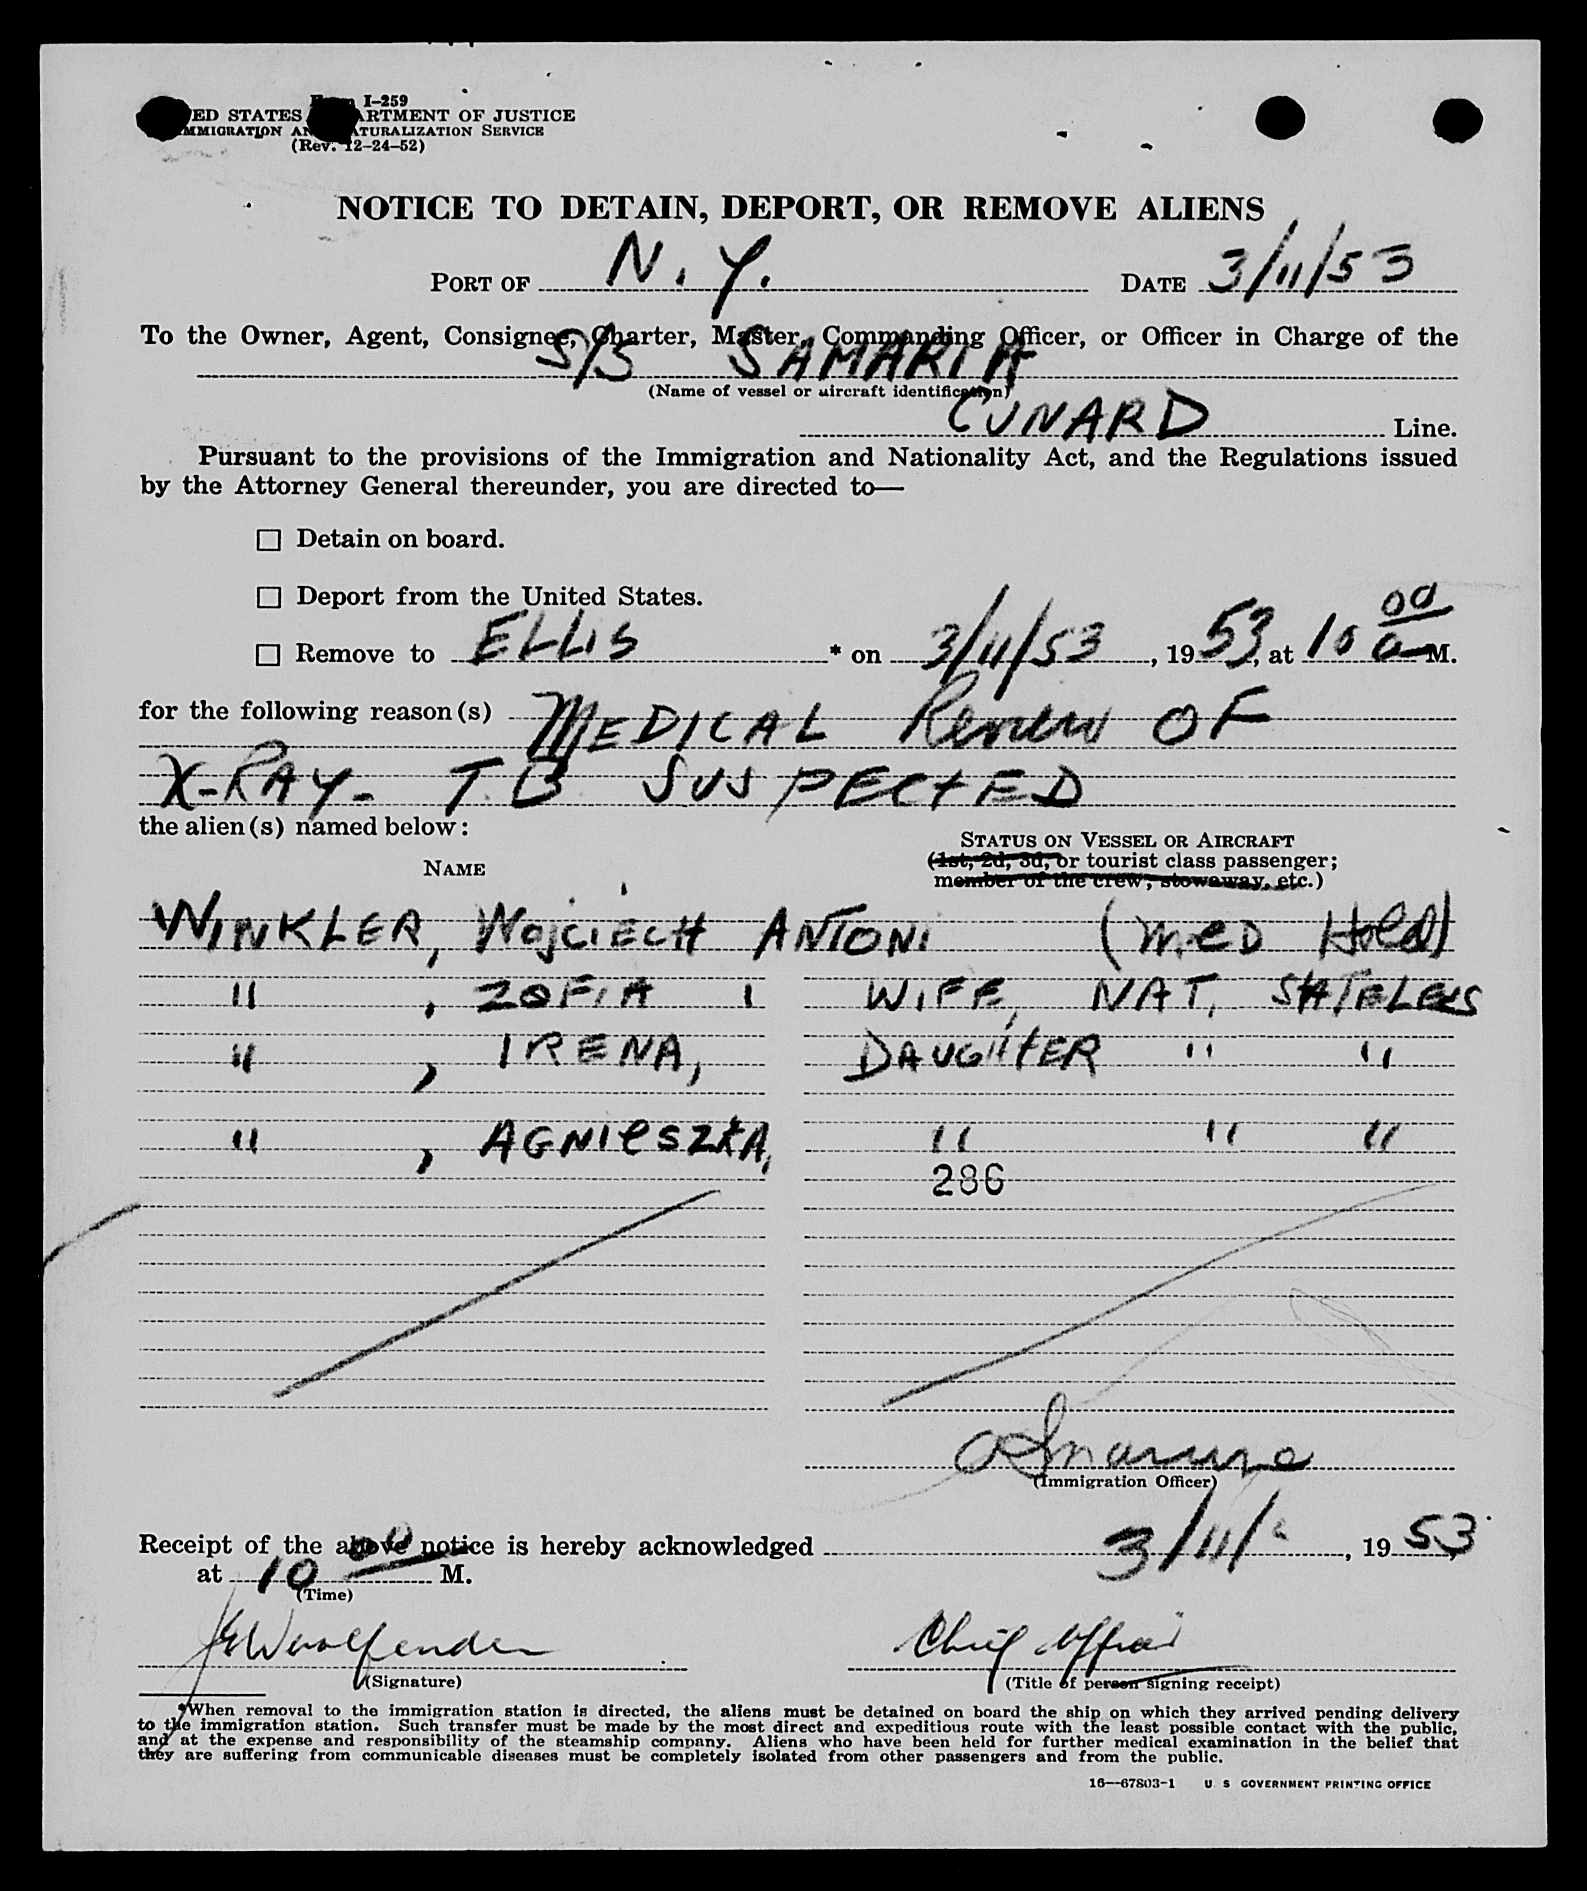 I-259
STATES OF JUSTICE
NATURALIZATION SERVICE
(Rev. 12-24-52)
NOTICE TO DETAIN, DEPORT, OR REMOVE ALIENS
PORT OF N. Y. DATE 3/11/53
To the Owner, Agent, Consignee, Charter, Master, Commanding Officer, or Officer in Charge of the
S/S SAMARIA
(Name of vessel or aircraft identification)
CUNARD Line.
Pursuant to the provisions of the Immigration and Nationality Act, and the Regulations issued
by the Attorney General thereunder, you are directed to—
☐ Detain on board.
☐ Deport from the United States.
☐ Remove to ELLIS * on 3/11/53, 1953, at 10 00 a M.
for the following reason(s) MEDICAL Review OF
X-RAY - T.B SUSPECTED
the alien(s) named below:
NAME
STATUS ON VESSEL OR AIRCRAFT
(1st, 2d, 3d, or tourist class passenger;
member of the crew; stowaway, etc.)
WINKLER, WOJCIECH ANTONI (MED Hold)
" , ZOFIA WIFE, NAT, STATELESS
" , IRENA, DAUGHTER " "
" , AGNIESZKA, " " "
286
(Immigration Officer)
Receipt of the above notice is hereby acknowledged 3/11/, 1953
at 10 00 M.
(Time)
Woolfenden
Chief Officer
(Signature)
(Title of person signing receipt)
*When removal to the immigration station is directed, the aliens must be detained on board the ship on which they arrived pending delivery
to the immigration station. Such transfer must be made by the most direct and expeditious route with the least possible contact with the public,
and at the expense and responsibility of the steamship company. Aliens who have been held for further medical examination in the belief that
they are suffering from communicable diseases must be completely isolated from other passengers and from the public.
16—67803-1 U S GOVERNMENT PRINTING OFFICE